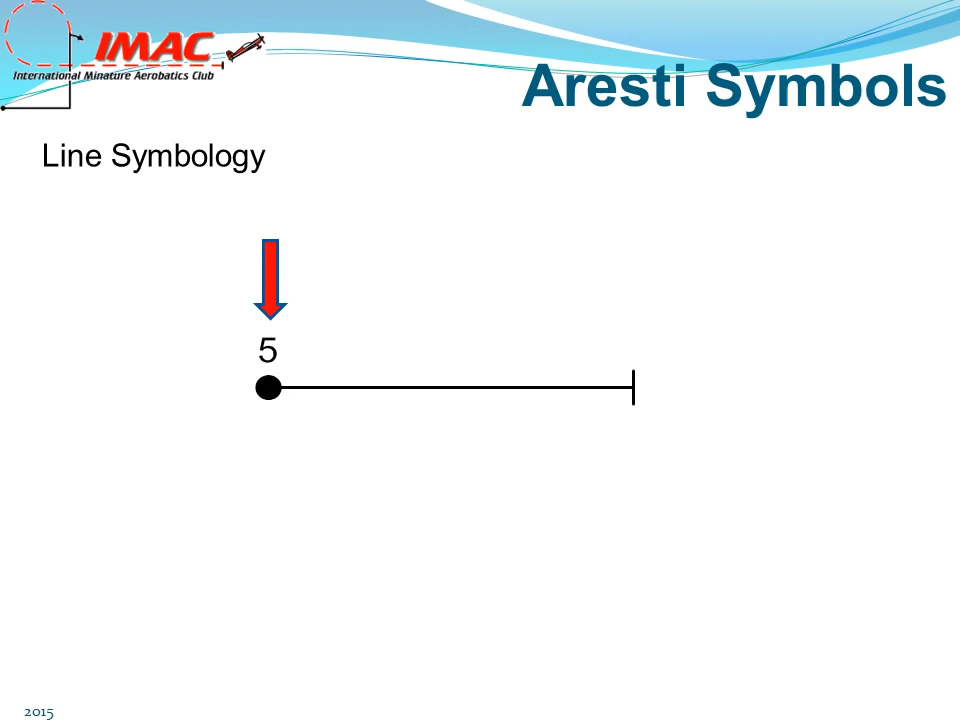 IMAC
International Minature Aerobatics Club
Aresti Symbols
Line Symbology
5
2015